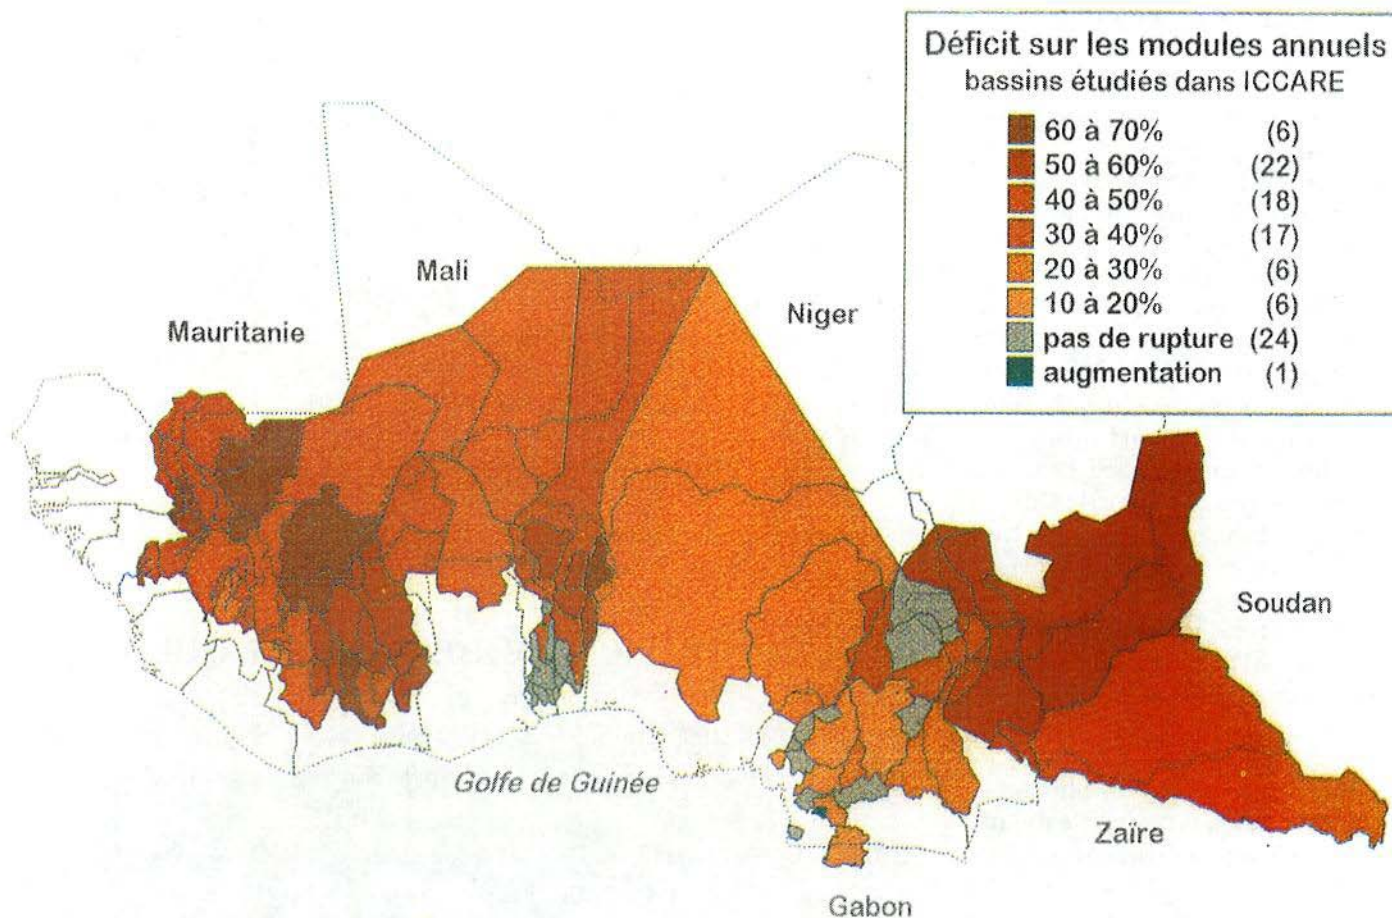 Déficit sur les modules annuels
bassins étudiés dans ICCARE
60 à 70% (6)
50 à 60% (22)
40 à 50% (18)
30 à 40% (17)
20 à 30% (6)
10 à 20% (6)
pas de rupture (24)
augmentation (1)
Mali
Niger
Mauritanie
Soudan
Golfe de Guinée
Zaïre
Gabon